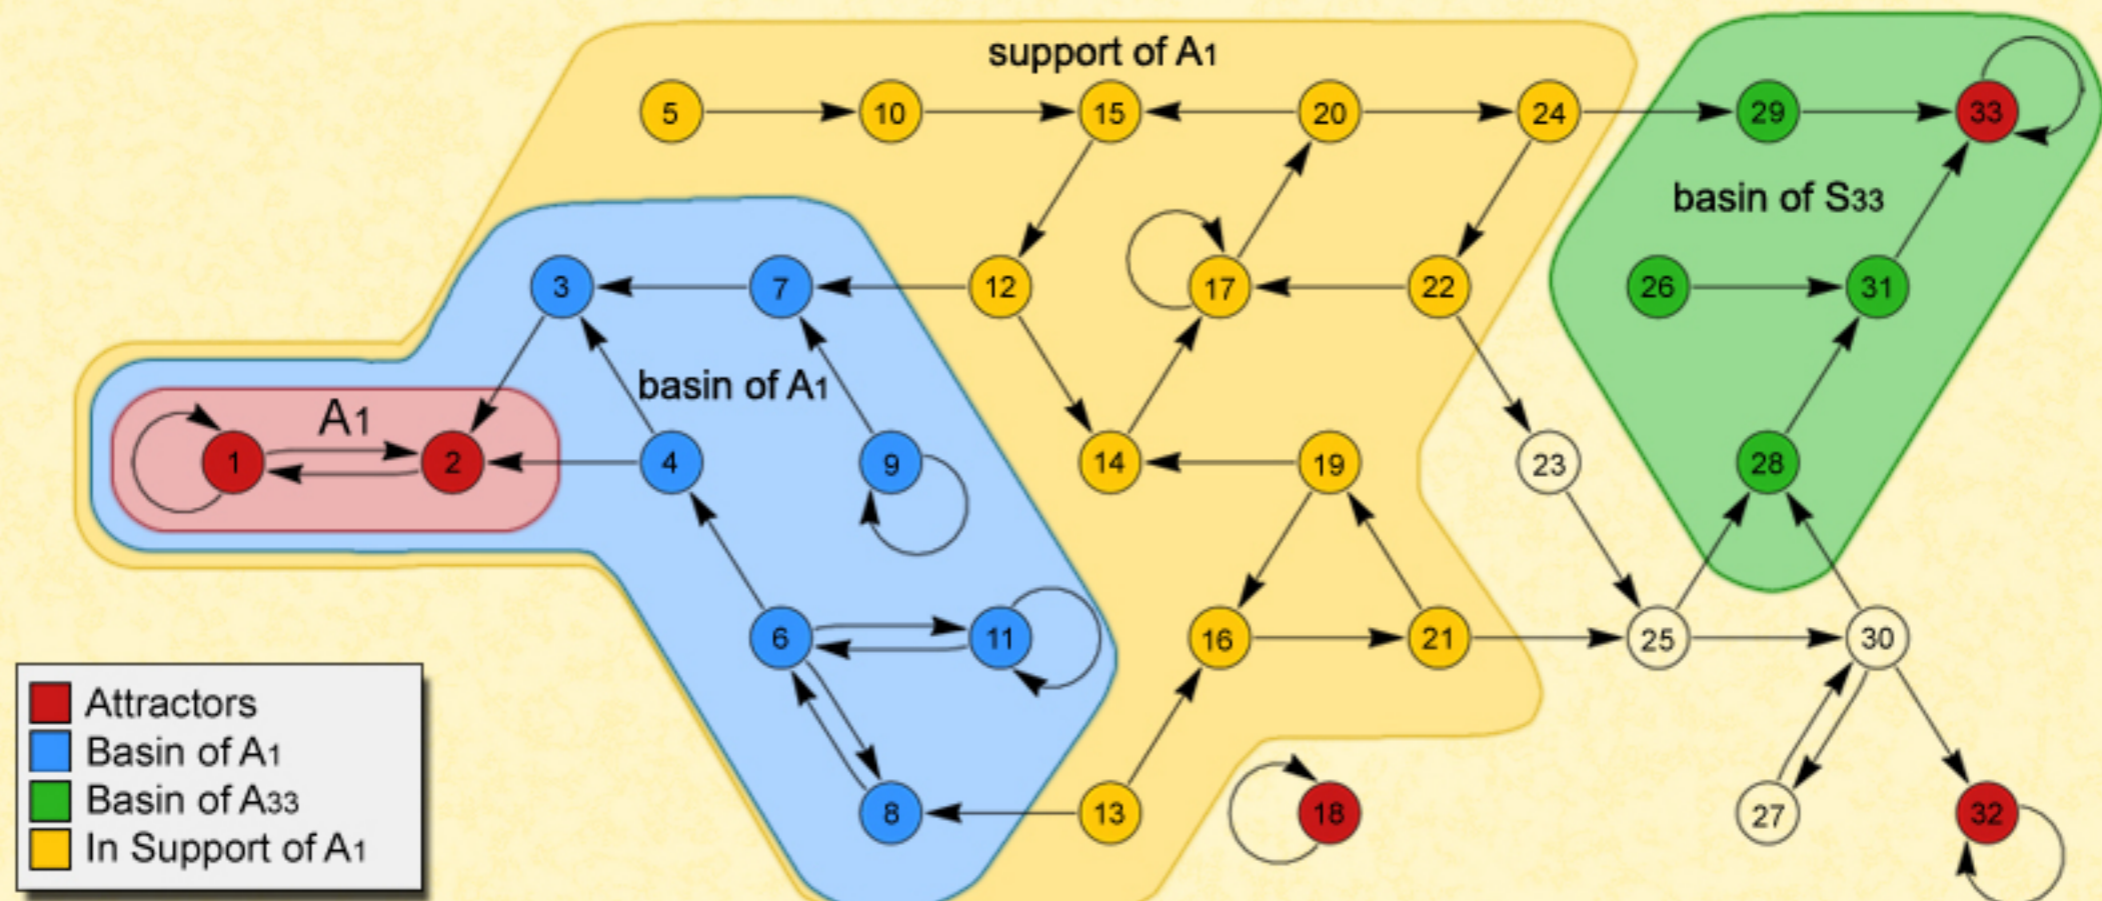 support of A1
5 10 15 20 24 29 33
basin of S33
3 7 12 17 22 26 31
A1
basin of A1
1 2 4 9 14 19 23 28
6 11 16 21 25 30
8 13 18 27 32
Attractors
Basin of A1
Basin of A33
In Support of A1